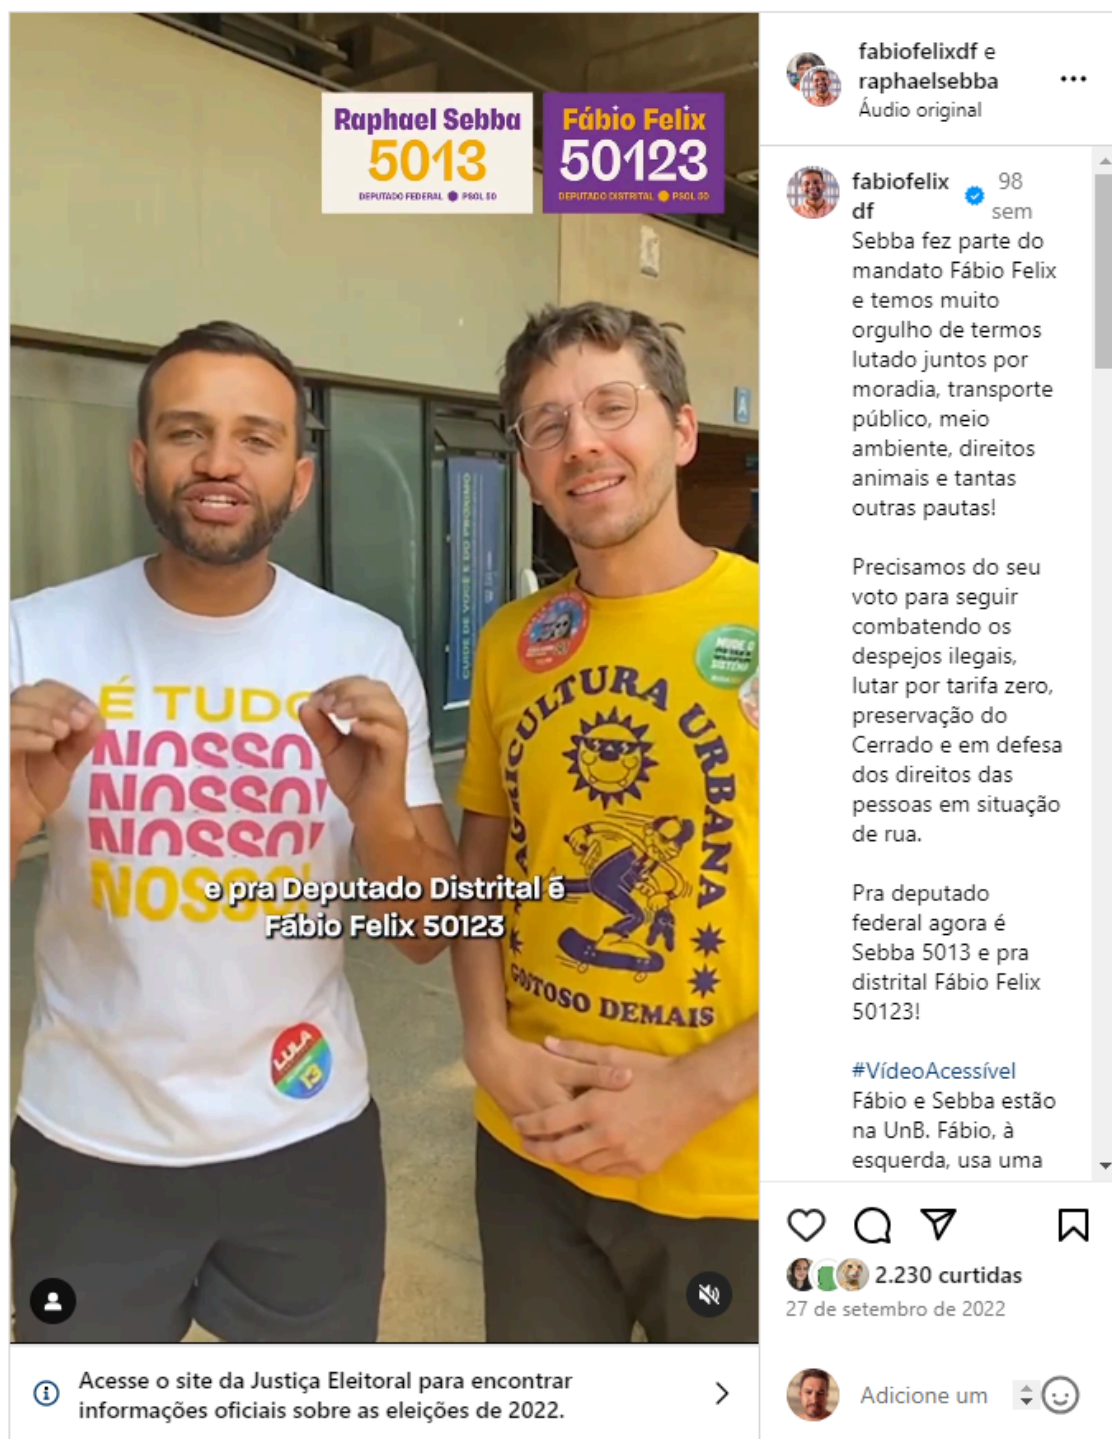 Raphael Sebba
5013
DEPUTADO FEDERAL PSOL 50
Fábio Felix
50123
DEPUTADO DISTRITAL PSOL 50
A
CUIDE DE VOCÊ E DO PRÓXIMO
É TUDO
NOSSO!
NOSSO!
NOSSO!
NOSSO!
LULA
13
MUDE O
SISTEMA
AGRICULTURA URBANA
GOSTOSO DEMAIS
e pra Deputado Distrital é
Fábio Felix 50123
Acesse o site da Justiça Eleitoral para encontrar
informações oficiais sobre as eleições de 2022.
fabiofelixdf e
raphaelsebba
Áudio original
fabiofelix
df
98
sem
Sebba fez parte do
mandato Fábio Felix
e temos muito
orgulho de termos
lutado juntos por
moradia, transporte
público, meio
ambiente, direitos
animais e tantas
outras pautas!
Precisamos do seu
voto para seguir
combatendo os
despejos ilegais,
lutar por tarifa zero,
preservação do
Cerrado e em defesa
dos direitos das
pessoas em situação
de rua.
Pra deputado
federal agora é
Sebba 5013 e pra
distrital Fábio Felix
50123!
#VídeoAcessível
Fábio e Sebba estão
na UnB. Fábio, à
esquerda, usa uma
2.230 curtidas
27 de setembro de 2022
Adicione um